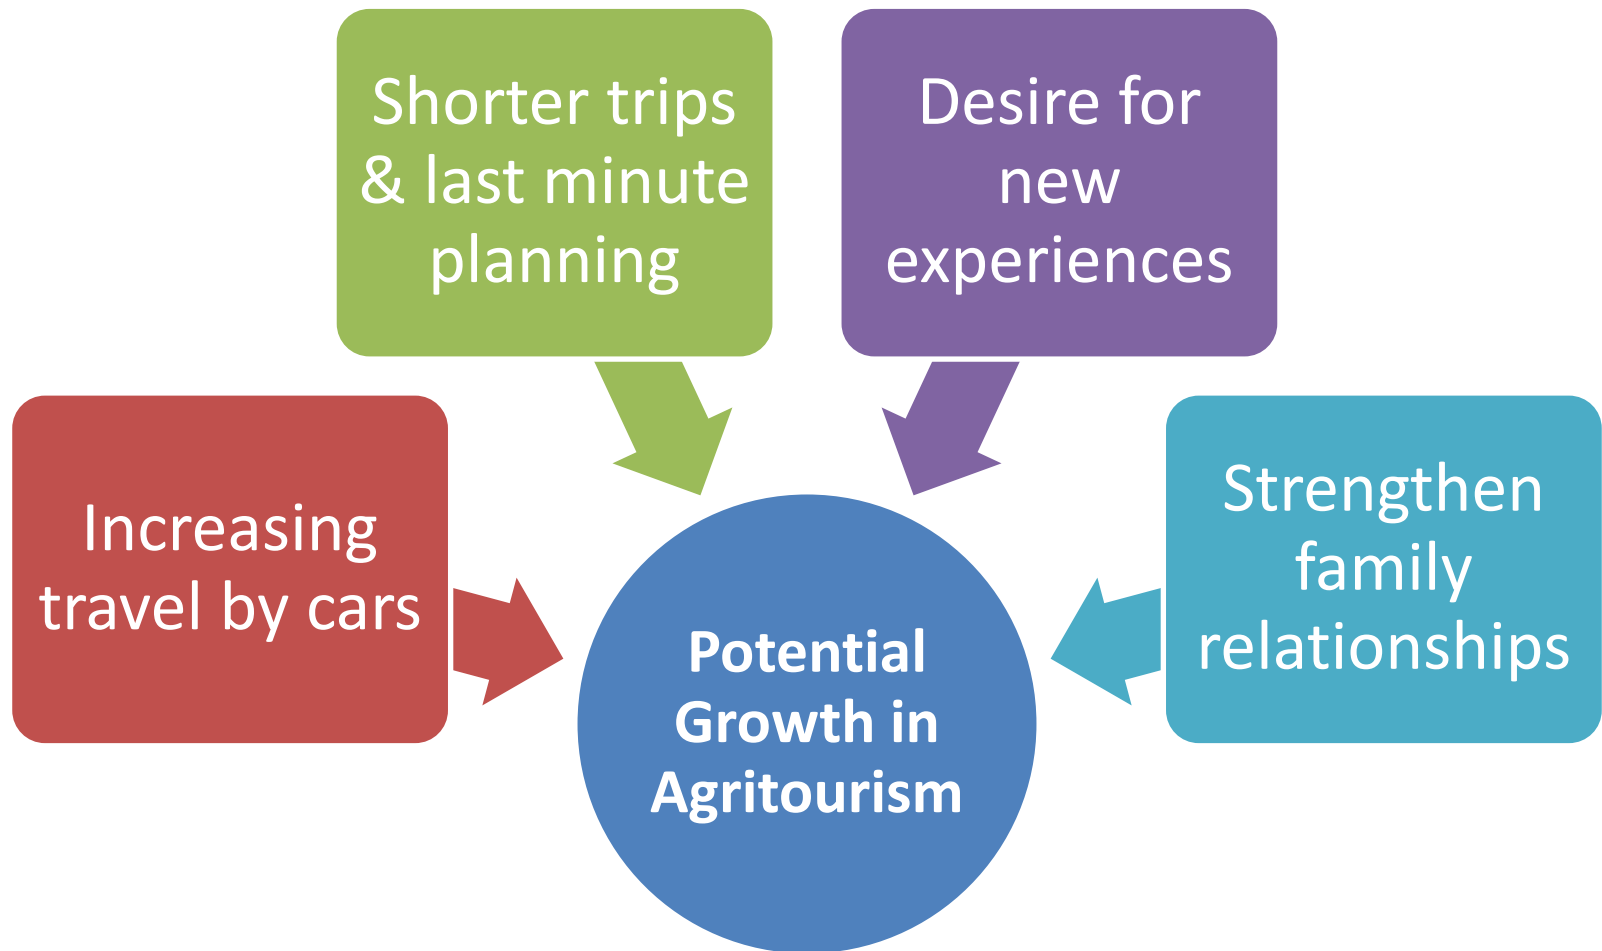 Shorter trips
& last minute
planning
Desire for
new
experiences
Increasing
travel by cars
Strengthen
family
relationships
Potential
Growth in
Agritourism